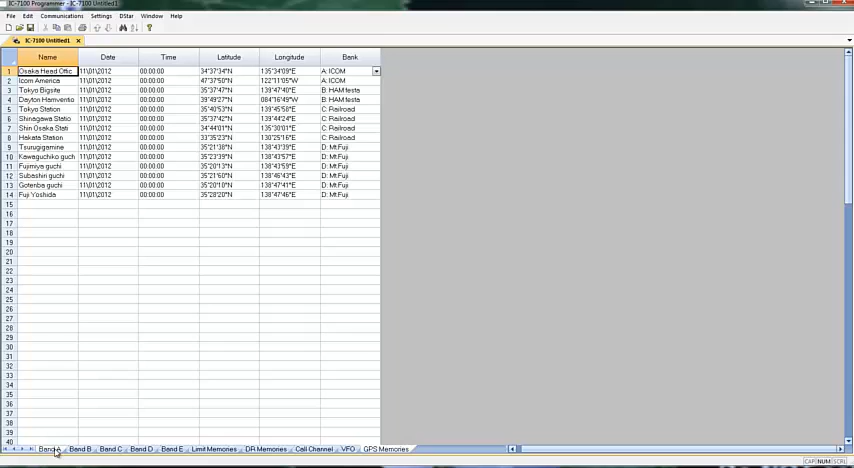 IC-7100 Programmer - IC-7100 Untitled1
File Edit Communications Settings DStar Window Help
IC-7100 Untitled1 ×
Name Date Time Latitude Longitude Bank
1 Osaka Head Offic 11\01\2012 00:00:00 34°37'34"N 135°34'09"E A: ICOM
2 Icom America 11\01\2012 00:00:00 47°37'50"N 122°11'05"W A: ICOM
3 Tokyo Bigsite 11\01\2012 00:00:00 35°37'47"N 139°47'40"E B: HAM festa
4 Dayton Hamventio 11\01\2012 00:00:00 39°49'27"N 084°16'49"W B: HAM festa
5 Tokyo Station 11\01\2012 00:00:00 35°40'53"N 139°45'58"E C: Railroad
6 Shinagawa Statio 11\01\2012 00:00:00 35°37'42"N 139°44'24"E C: Railroad
7 Shin Osaka Stati 11\01\2012 00:00:00 34°44'01"N 135°30'01"E C: Railroad
8 Hakata Station 11\01\2012 00:00:00 33°35'23"N 130°25'16"E C: Railroad
9 Tsurugigamine 11\01\2012 00:00:00 35°21'38"N 138°43'39"E D: Mt.Fuji
10 Kawaguchiko guch 11\01\2012 00:00:00 35°23'39"N 138°43'57"E D: Mt.Fuji
11 Fujimiya guchi 11\01\2012 00:00:00 35°20'13"N 138°43'59"E D: Mt.Fuji
12 Subashiri guchi 11\01\2012 00:00:00 35°21'60"N 138°46'43"E D: Mt.Fuji
13 Gotenba guchi 11\01\2012 00:00:00 35°20'10"N 138°47'41"E D: Mt.Fuji
14 Fuji Yoshida 11\01\2012 00:00:00 35°28'20"N 138°47'46"E D: Mt.Fuji
15
16
17
18
19
20
21
22
23
24
25
26
27
28
29
30
31
32
33
34
35
36
37
38
39
40
Band A Band B Band C Band D Band E Limit Memories DR Memories Call Channel VFO GPS Memories
CAP NUM SCRL